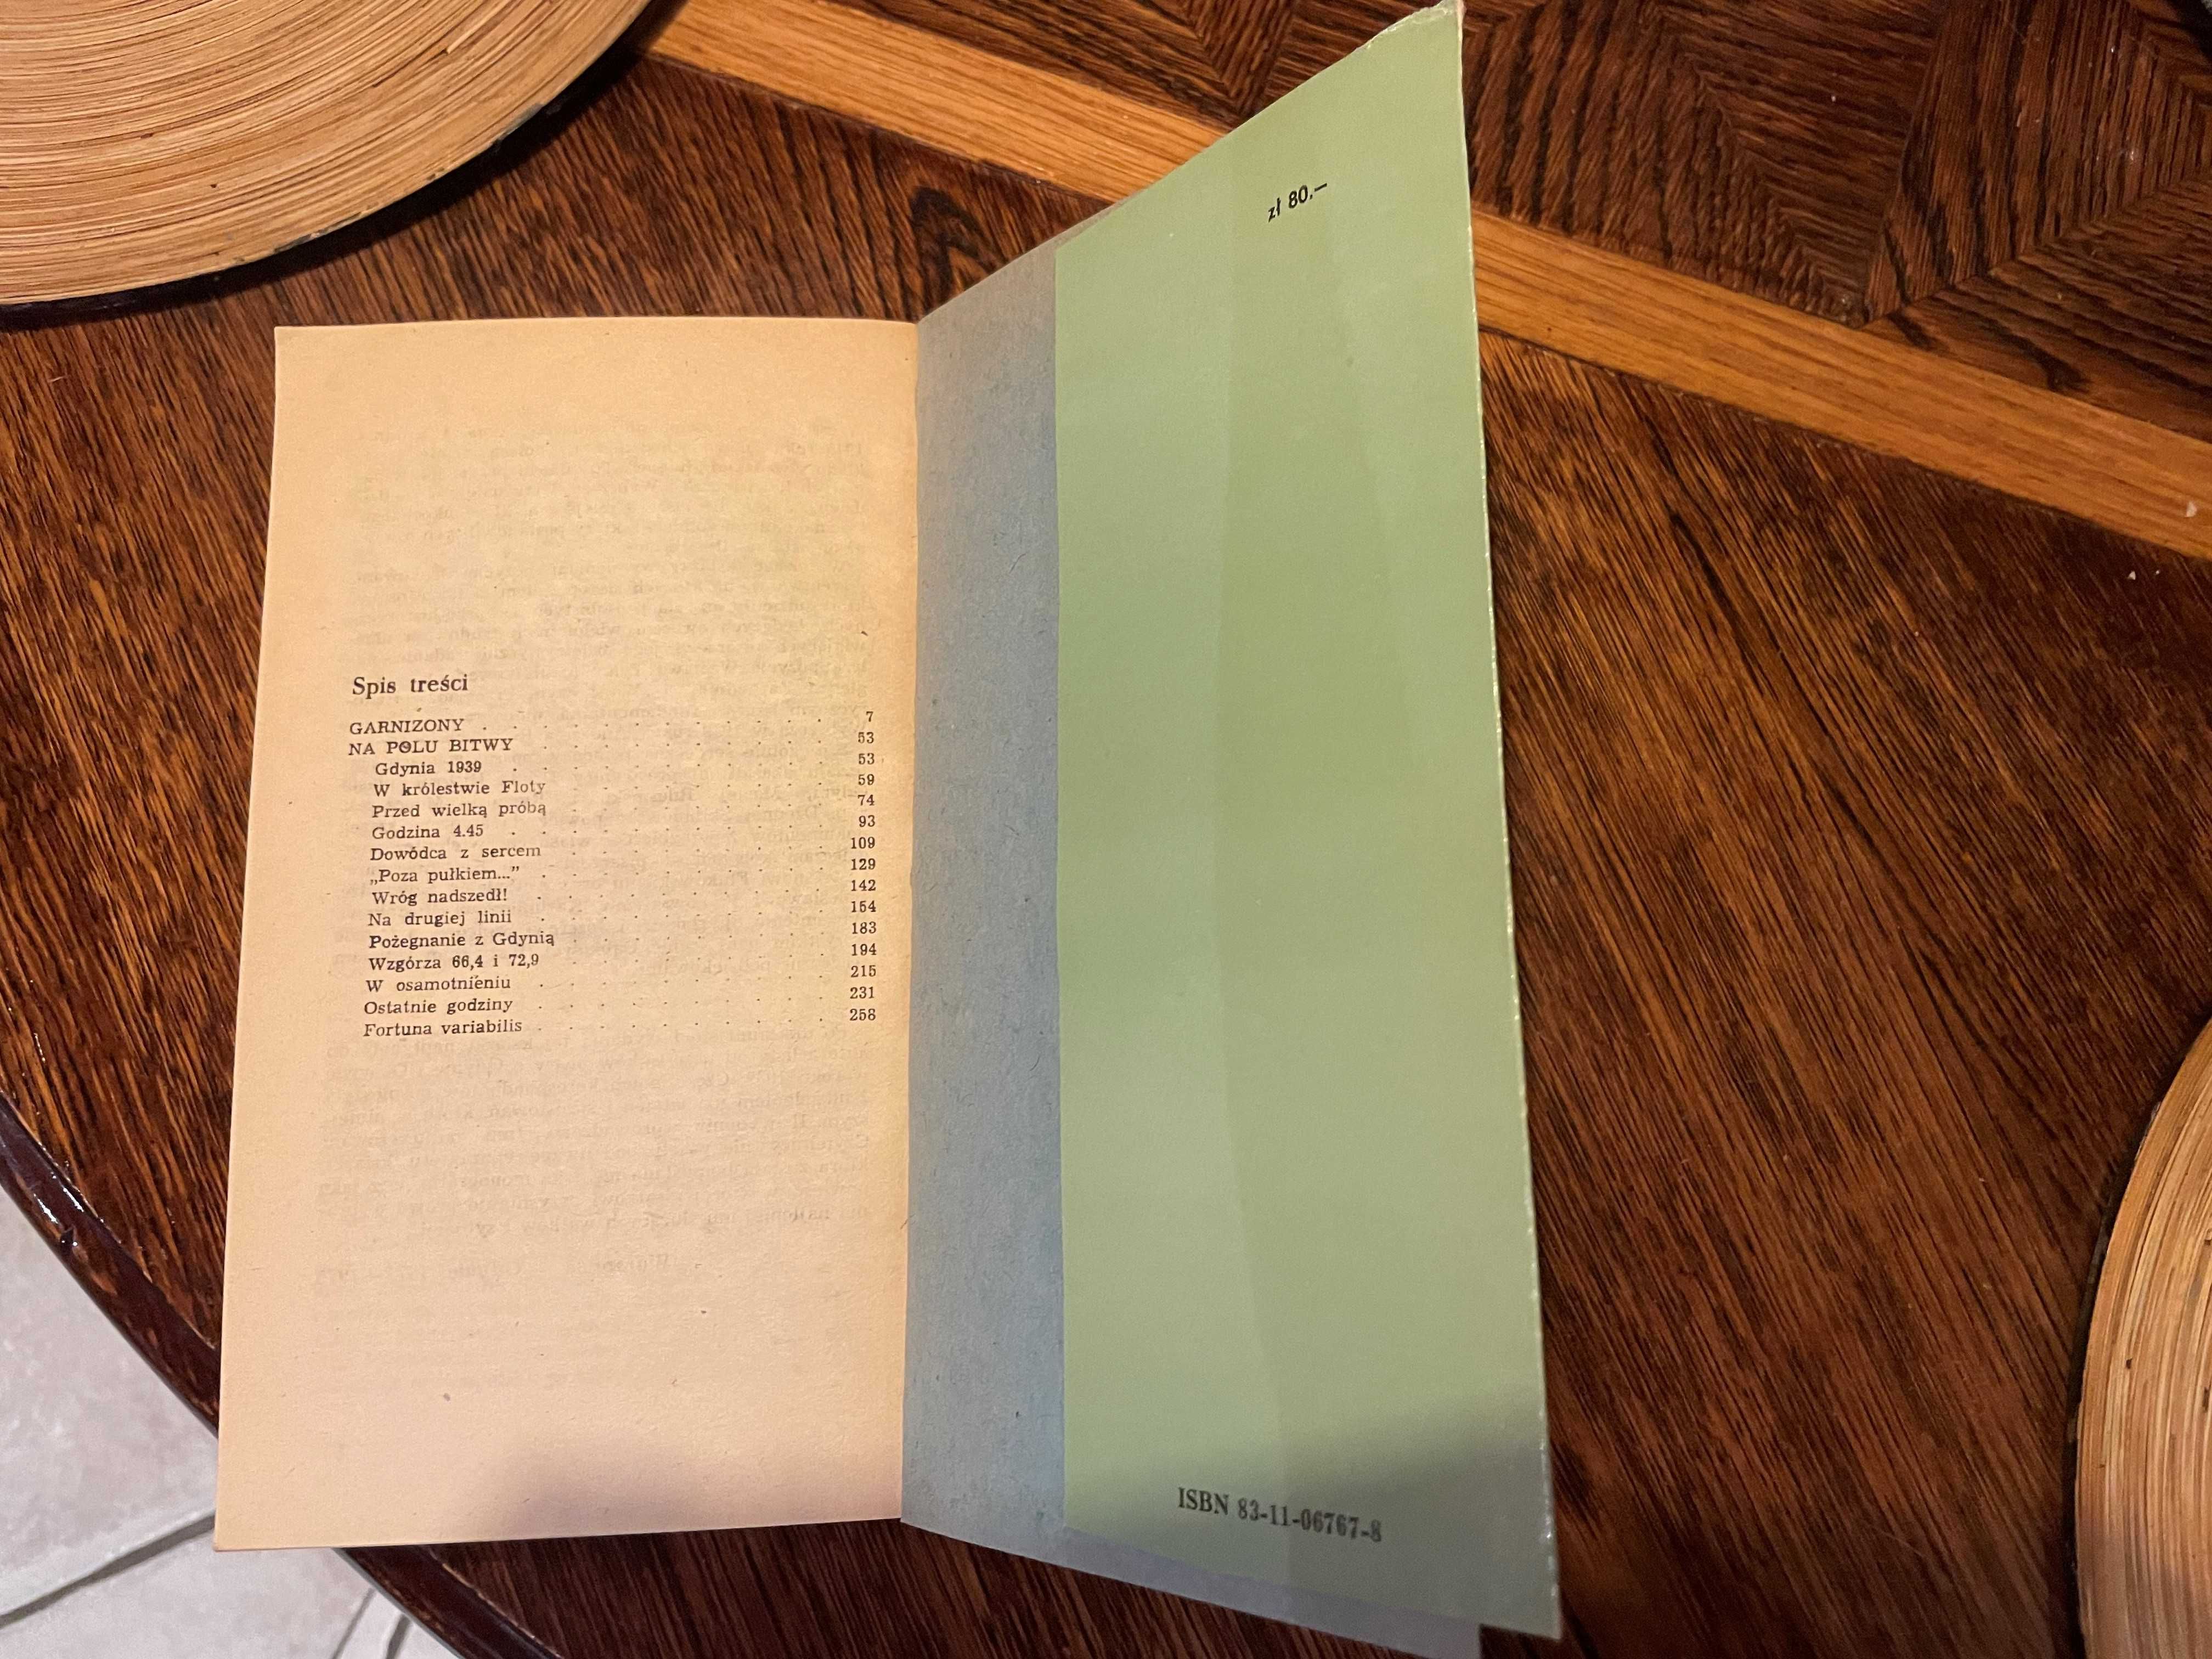 Spis treści
GARNIZONY . . . . . . . . . . 7
NA POLU BITWY . . . . . . . . . 53
Gdynia 1939 . . . . . . . . . 53
W królestwie Floty . . . . . . . . 59
Przed wielką próbą . . . . . . . . 74
Godzina 4.45 . . . . . . . . . 93
Dowódca z sercem . . . . . . . . 109
„Poza pułkiem...” . . . . . . . . 129
Wróg nadszedł! . . . . . . . . 142
Na drugiej linii . . . . . . . . 154
Pożegnanie z Gdynią . . . . . . . 183
Wzgórza 66,4 i 72,9 . . . . . . . 194
W osamotnieniu . . . . . . . . 215
Ostatnie godziny . . . . . . . . 231
Fortuna variabilis . . . . . . . . 258
zł 80.—
ISBN 83-11-06767-8